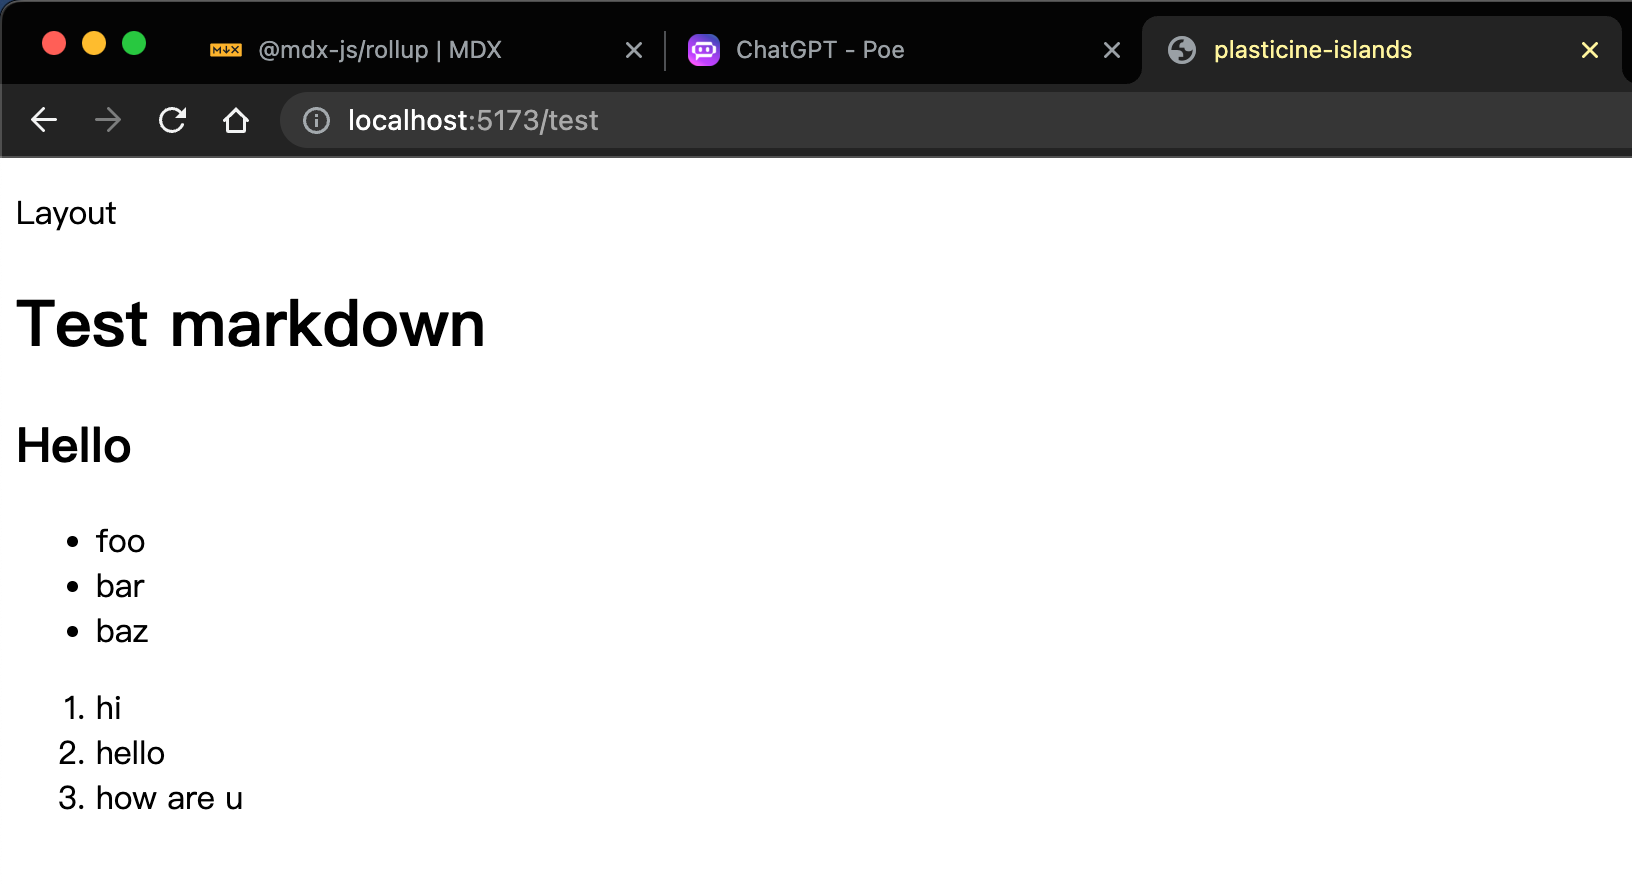 @mdx-js/rollup | MDX
ChatGPT - Poe
plasticine-islands
localhost:5173/test
Layout
Test markdown
Hello
• foo
• bar
• baz
1. hi
2. hello
3. how are u